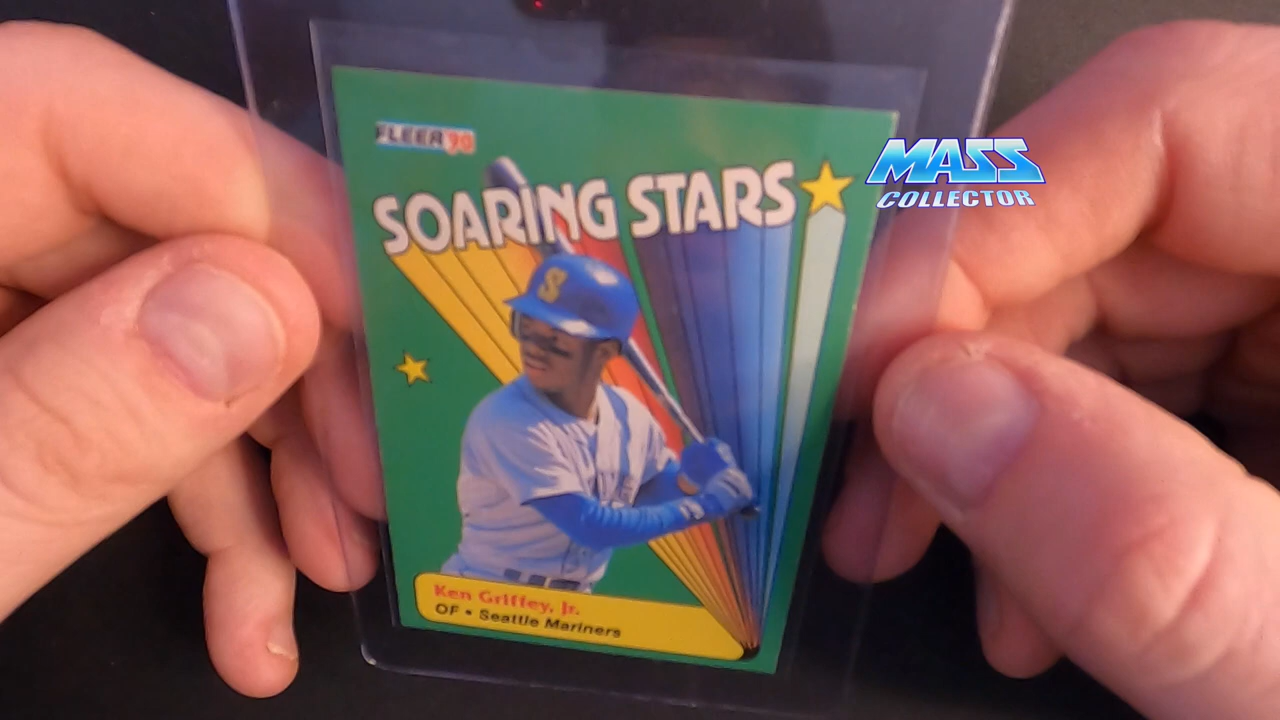 FLEER '90
SOARING STARS
MASS
COLLECTOR
S
Ken Griffey, Jr.
OF • Seattle Mariners